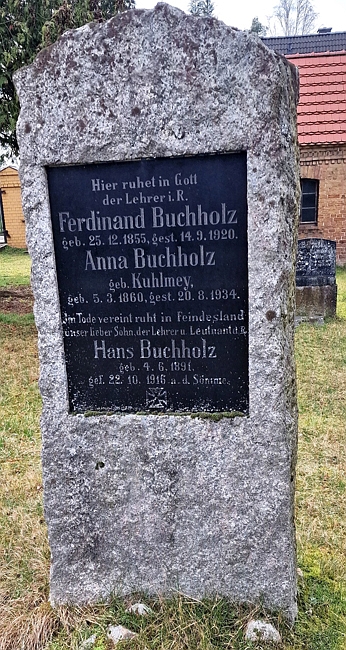 Hier ruhet in Gott
der Lehrer i.R.
Ferdinand Buchholz
geb. 25.12.1855, gest. 14.9.1920.
Anna Buchholz
geb. Kuhlmey,
geb. 5.3.1860, gest. 20.8.1934.
Im Tode vereint ruht in Feindesland
unser lieber Sohn, der Lehrer u. Leutnant d.R.
Hans Buchholz
geb. 4.6.1891.
gef. 22.10.1916 a.d. Somme.